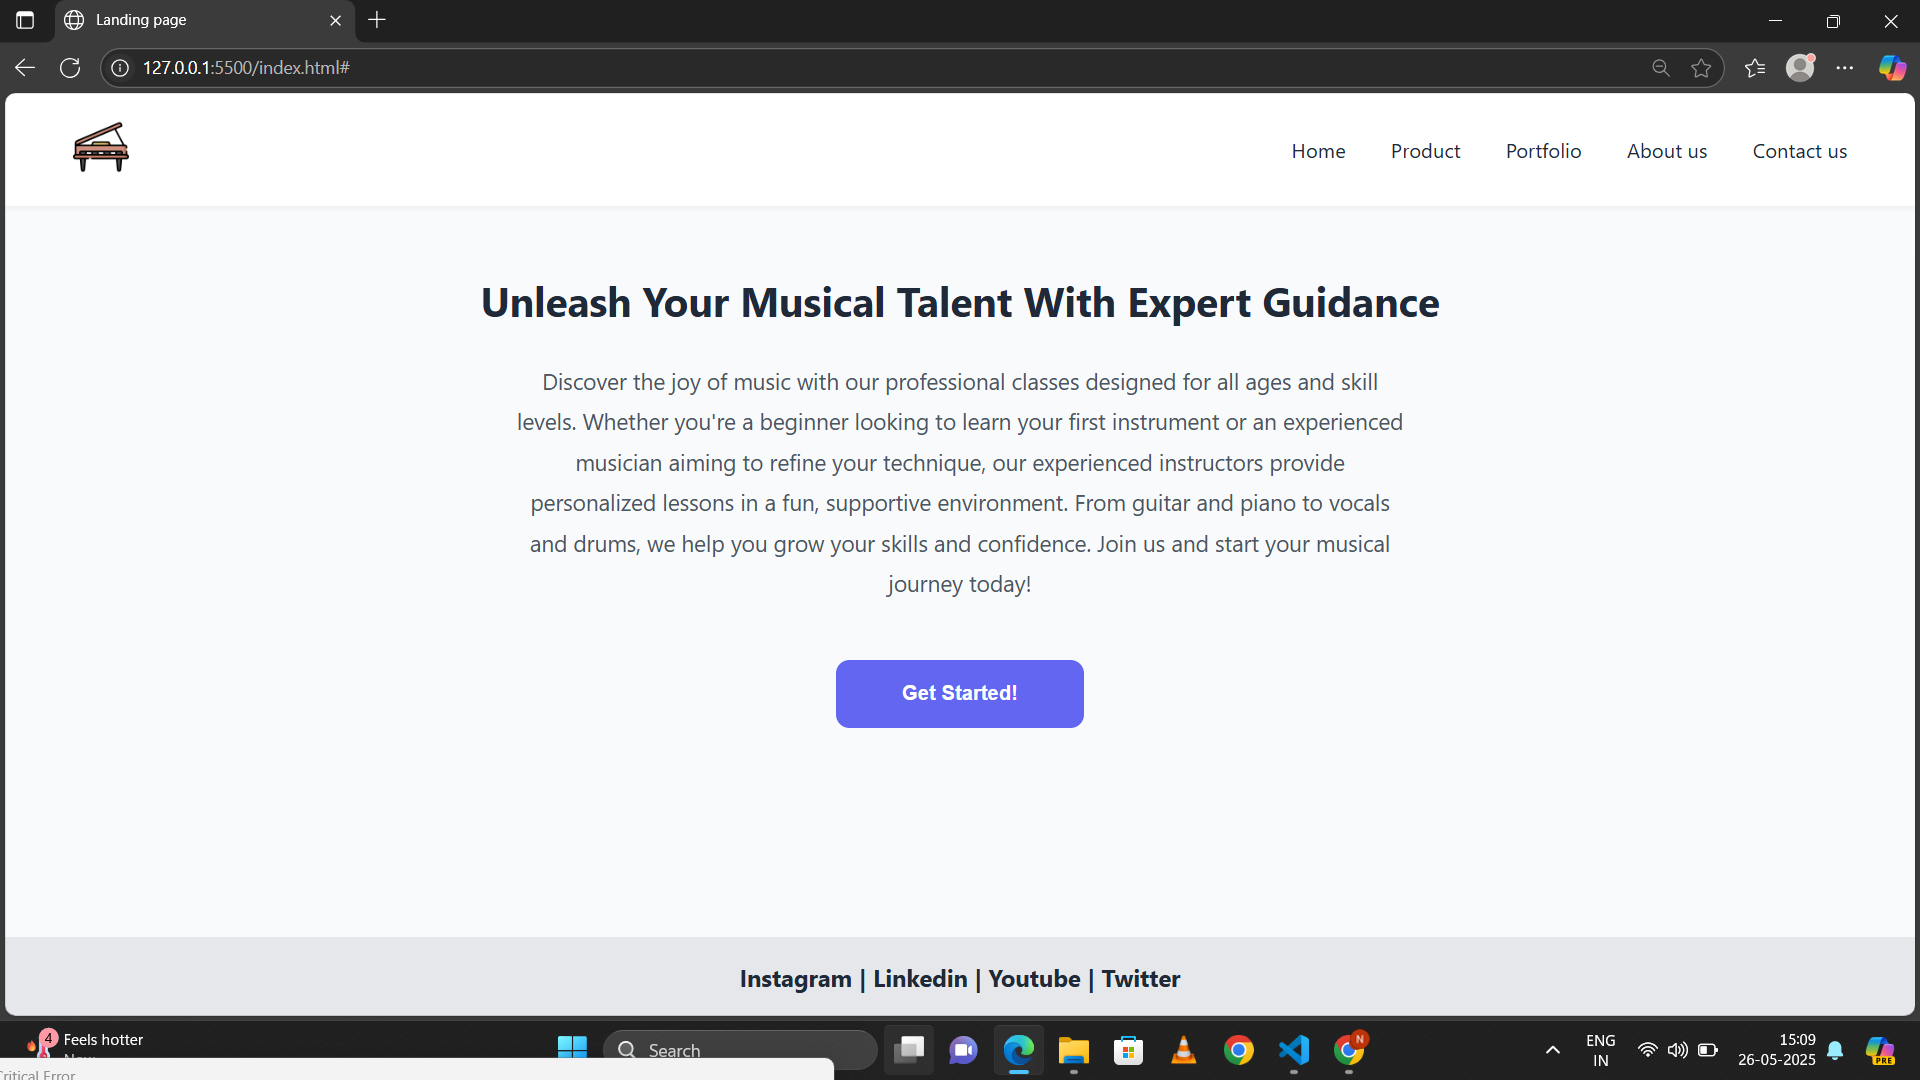 Landing page
127.0.0.1:5500/index.html#
Home Product Portfolio About us Contact us
Unleash Your Musical Talent With Expert Guidance
Discover the joy of music with our professional classes designed for all ages and skill
levels. Whether you're a beginner looking to learn your first instrument or an experienced
musician aiming to refine your technique, our experienced instructors provide
personalized lessons in a fun, supportive environment. From guitar and piano to vocals
and drums, we help you grow your skills and confidence. Join us and start your musical
journey today!
Get Started!
Instagram | Linkedin | Youtube | Twitter
4
Feels hotter
Now
Search
N
ENG
IN
15:09
26-05-2025
PRE
Critical Error